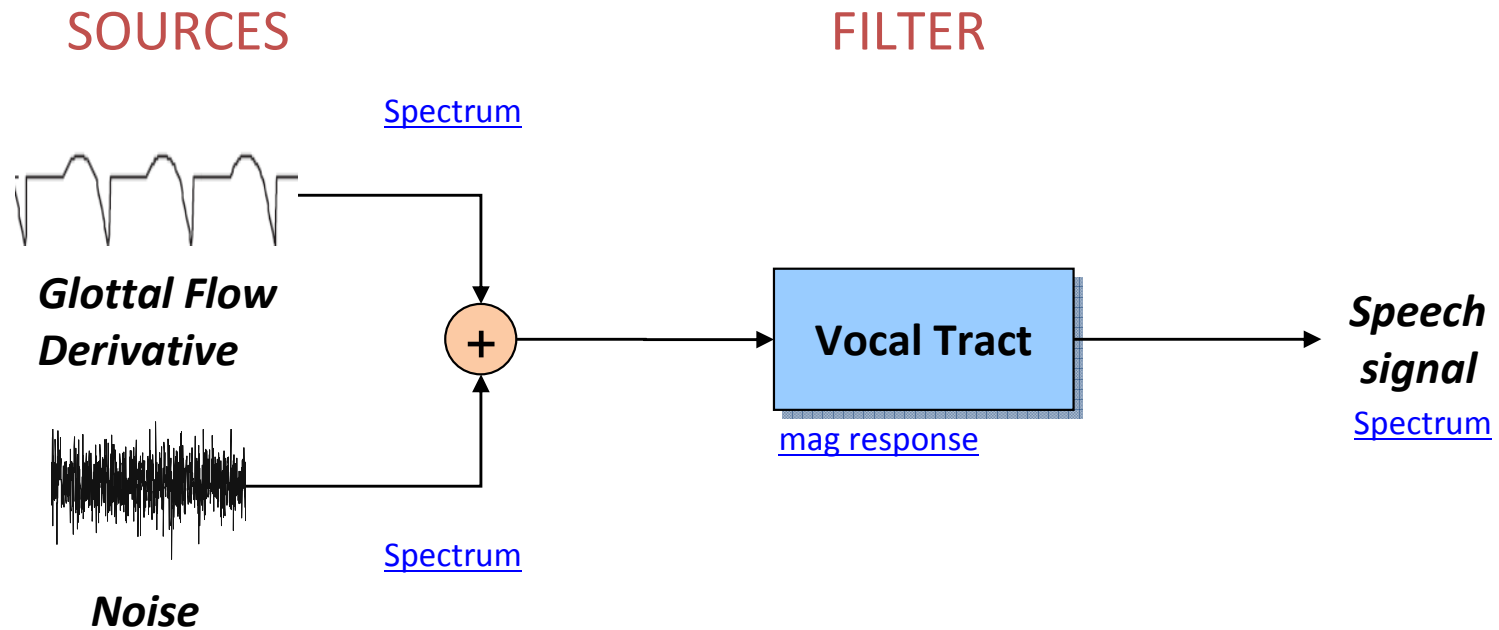 SOURCES
FILTER
Spectrum
Glottal Flow
Derivative
+
Vocal Tract
mag response
Speech
signal
Spectrum
Spectrum
Noise